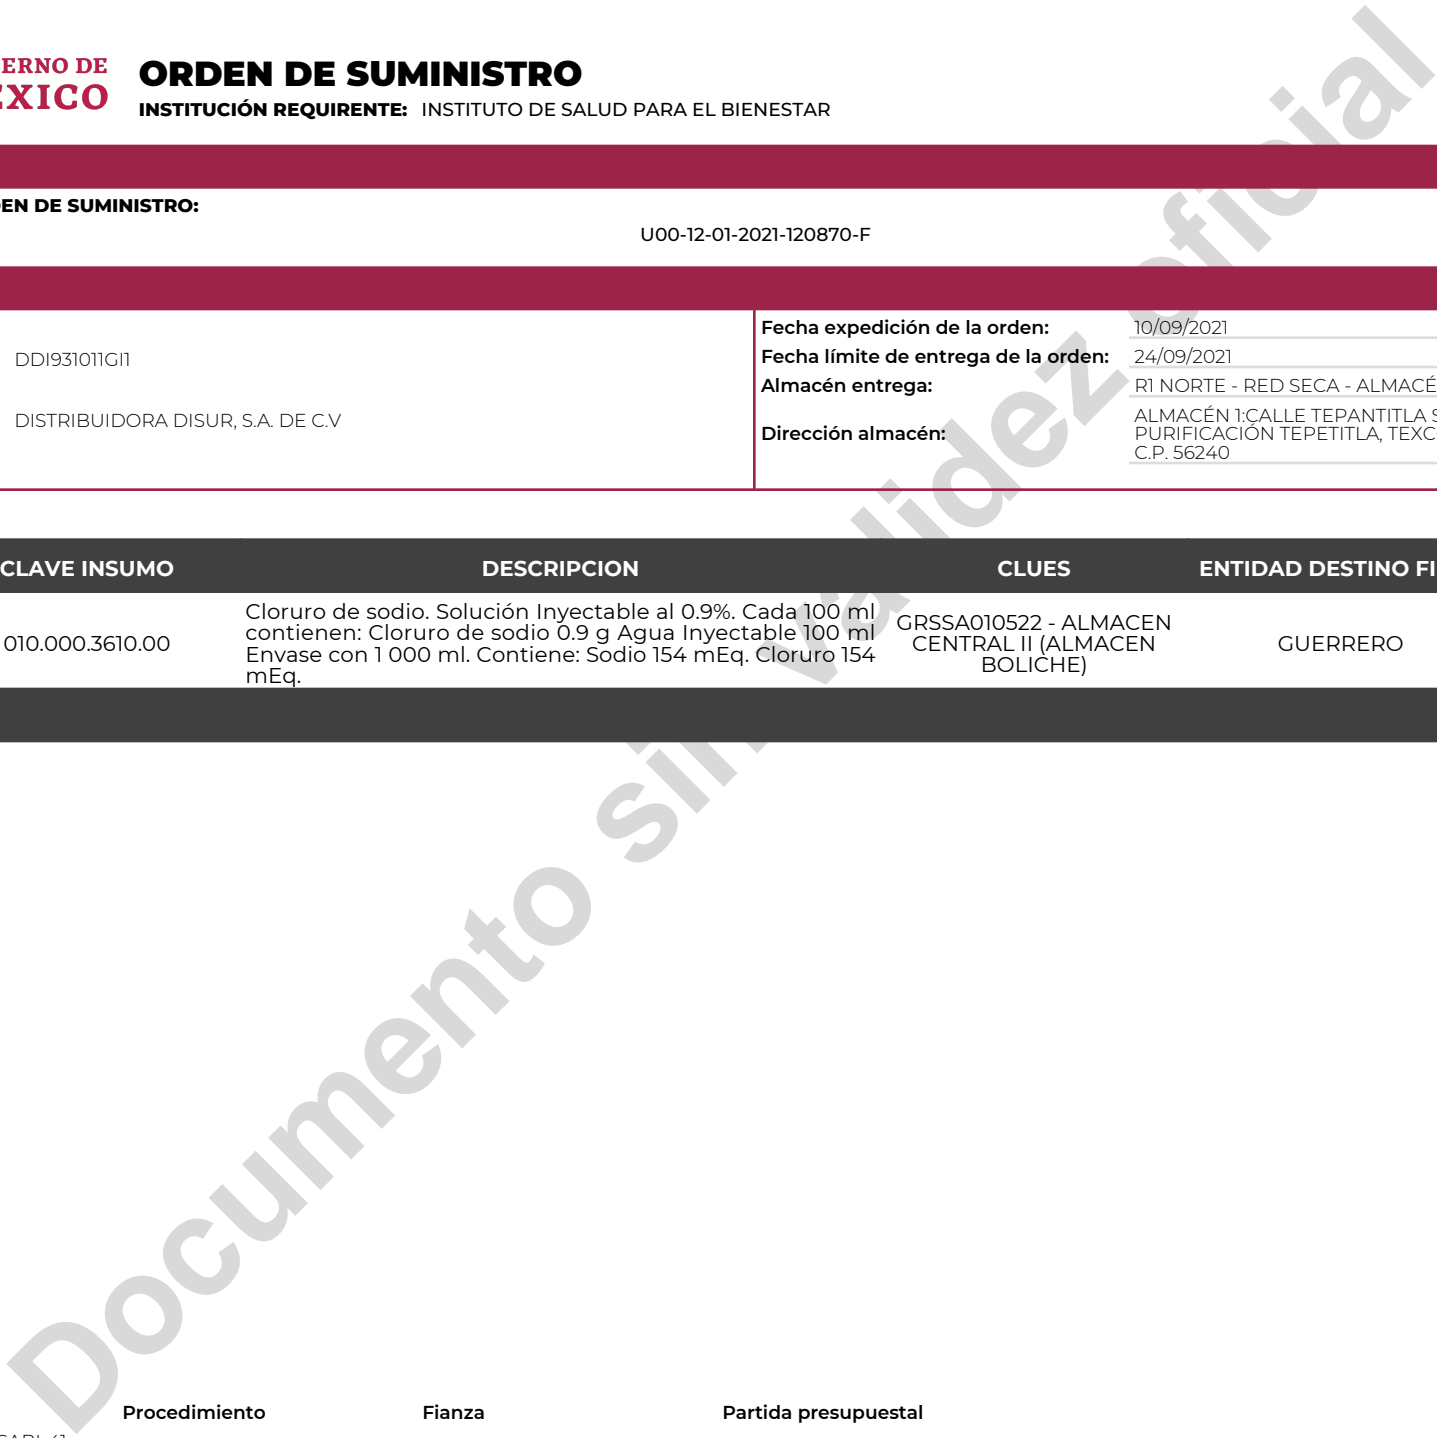 ERNO DE
EXICO
ORDEN DE SUMINISTRO
INSTITUCIÓN REQUIRENTE: INSTITUTO DE SALUD PARA EL BIENESTAR
EN DE SUMINISTRO:
U00-12-01-2021-120870-F
DDI931011GI1
DISTRIBUIDORA DISUR, S.A. DE C.V
Fecha expedición de la orden: 10/09/2021
Fecha límite de entrega de la orden: 24/09/2021
Almacén entrega: R1 NORTE - RED SECA - ALMACÉ
Dirección almacén:
ALMACÉN 1:CALLE TEPANTITLA S
PURIFICACIÓN TEPETITLA, TEXC
C.P. 56240
CLAVE INSUMO DESCRIPCION CLUES ENTIDAD DESTINO FI
010.000.3610.00
Cloruro de sodio. Solución Inyectable al 0.9%. Cada 100 ml
contienen: Cloruro de sodio 0.9 g Agua Inyectable 100 ml
Envase con 1 000 ml. Contiene: Sodio 154 mEq. Cloruro 154
mEq.
GRSSA010522 - ALMACEN
CENTRAL II (ALMACEN
BOLICHE)
GUERRERO
Documento sin validez oficial
Procedimiento Fianza Partida presupuestal